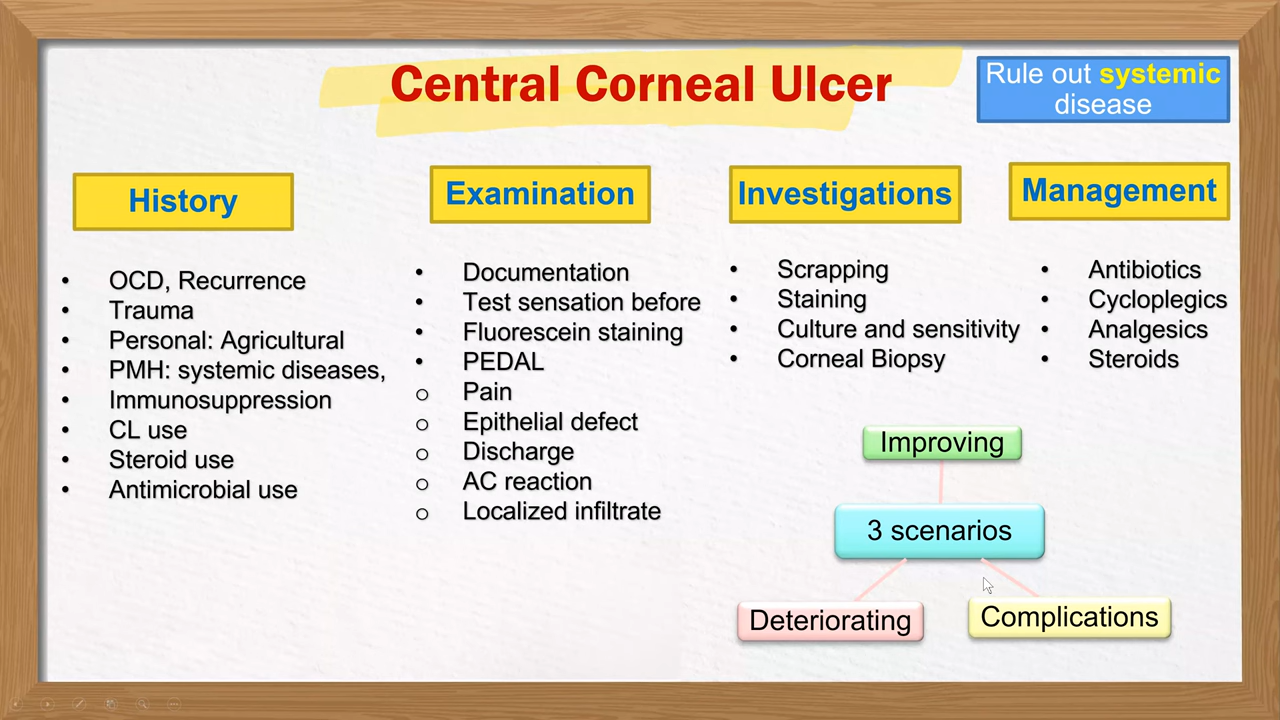 Central Corneal Ulcer
Rule out systemic
disease
History
OCD, Recurrence
Trauma
Personal: Agricultural
PMH: systemic diseases,
Immunosuppression
CL use
Steroid use
Antimicrobial use
Examination
Documentation
Test sensation before
Fluorescein staining
PEDAL
Pain
Epithelial defect
Discharge
AC reaction
Localized infiltrate
Investigations
Scrapping
Staining
Culture and sensitivity
Corneal Biopsy
Management
Antibiotics
Cycloplegics
Analgesics
Steroids
Improving
3 scenarios
Deteriorating
Complications